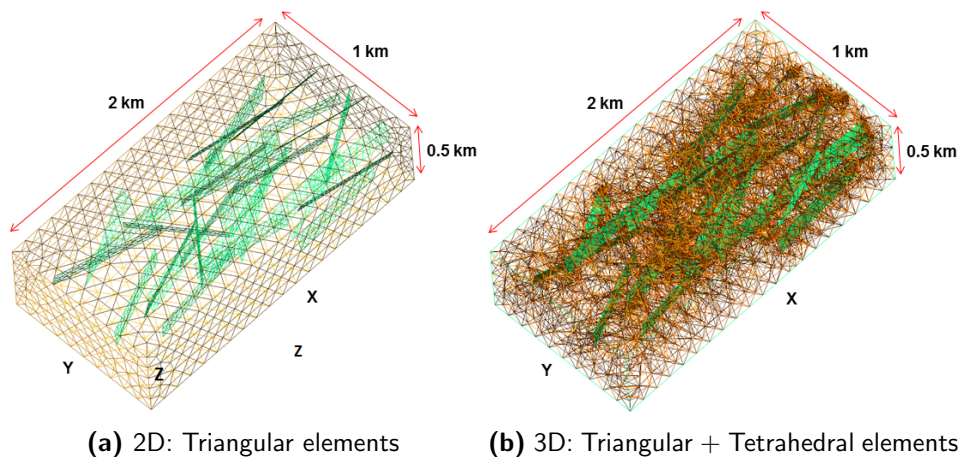 1 km
2 km
0.5 km
X
Z
Y
Z
1 km
2 km
0.5 km
X
Y
(a) 2D: Triangular elements
(b) 3D: Triangular + Tetrahedral elements